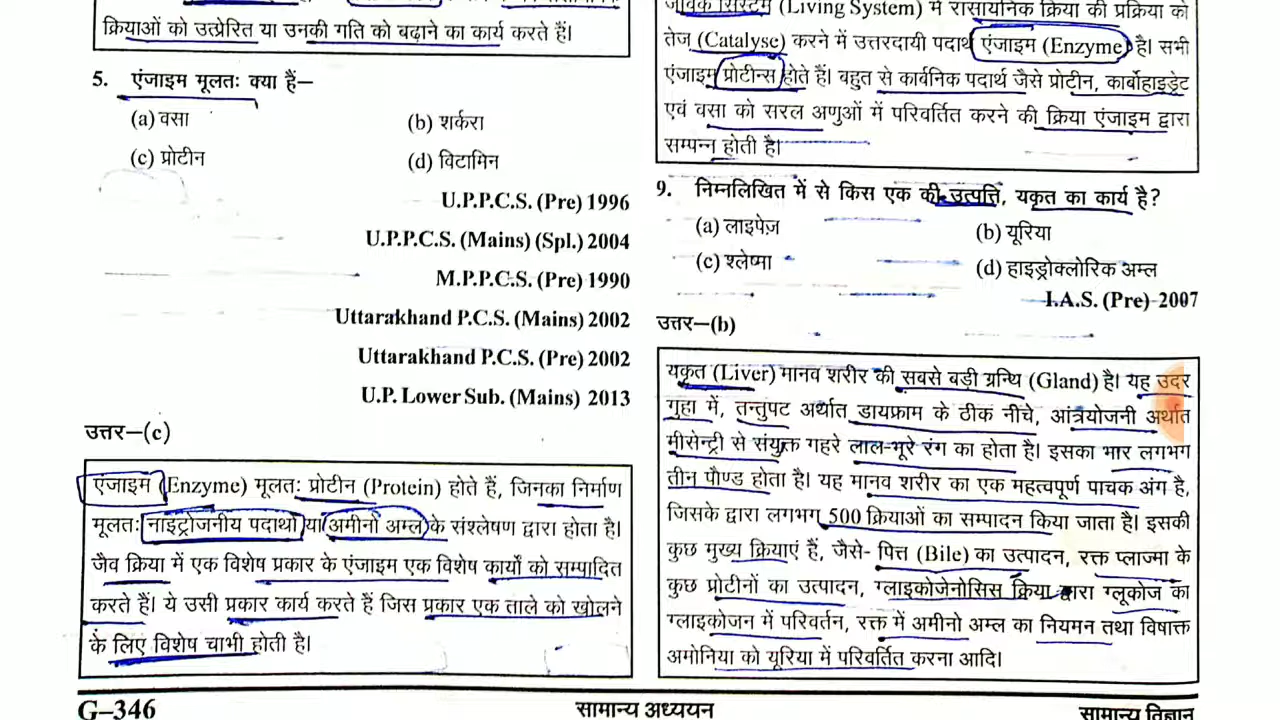 क्रियाओं को उत्प्रेरित या उनकी गति को बढ़ाने का कार्य करते हैं।
5. एंजाइम मूलतः क्या हैं–
(a) वसा (b) शर्करा
(c) प्रोटीन (d) विटामिन
U.P.P.C.S. (Pre) 1996
U.P.P.C.S. (Mains) (Spl.) 2004
M.P.P.C.S. (Pre) 1990
Uttarakhand P.C.S. (Mains) 2002
Uttarakhand P.C.S. (Pre) 2002
U.P. Lower Sub. (Mains) 2013
उत्तर–(c)
एंजाइम (Enzyme) मूलतः प्रोटीन (Protein) होते हैं, जिनका निर्माण
मूलतः नाइट्रोजनीय पदार्थों या अमीनो अम्ल के संश्लेषण द्वारा होता है।
जैव क्रिया में एक विशेष प्रकार के एंजाइम एक विशेष कार्यों को सम्पादित
करते हैं। ये उसी प्रकार कार्य करते हैं जिस प्रकार एक ताले को खोलने
के लिए विशेष चाभी होती है।
G–346
सामान्य अध्ययन
जैविक सिस्टम (Living System) में रासायनिक क्रिया की प्रक्रिया को
तेज (Catalyse) करने में उत्तरदायी पदार्थ एंजाइम (Enzyme) है। सभी
एंजाइम प्रोटीन्स होते हैं। बहुत से कार्बनिक पदार्थ जैसे प्रोटीन, कार्बोहाइड्रेट
एवं वसा को सरल अणुओं में परिवर्तित करने की क्रिया एंजाइम द्वारा
सम्पन्न होती है।
9. निम्नलिखित में से किस एक की उत्पत्ति, यकृत का कार्य है?
(a) लाइपेज़ (b) यूरिया
(c) श्लेष्मा (d) हाइड्रोक्लोरिक अम्ल
I.A.S. (Pre) 2007
उत्तर–(b)
यकृत (Liver) मानव शरीर की सबसे बड़ी ग्रन्थि (Gland) है। यह उदर
गुहा में, तन्तुपट अर्थात डायफ्राम के ठीक नीचे, आंत्रयोजनी अर्थात
मीसेन्ट्री से संयुक्त गहरे लाल-भूरे रंग का होता है। इसका भार लगभग
तीन पौण्ड होता है। यह मानव शरीर का एक महत्वपूर्ण पाचक अंग है,
जिसके द्वारा लगभग 500 क्रियाओं का सम्पादन किया जाता है। इसकी
कुछ मुख्य क्रियाएं हैं, जैसे- पित्त (Bile) का उत्पादन, रक्त प्लाज्मा के
कुछ प्रोटीनों का उत्पादन, ग्लाइकोजेनोसिस क्रिया द्वारा ग्लूकोज का
ग्लाइकोजन में परिवर्तन, रक्त में अमीनो अम्ल का नियमन तथा विषाक्त
अमोनिया को यूरिया में परिवर्तित करना आदि।
सामान्य विज्ञान